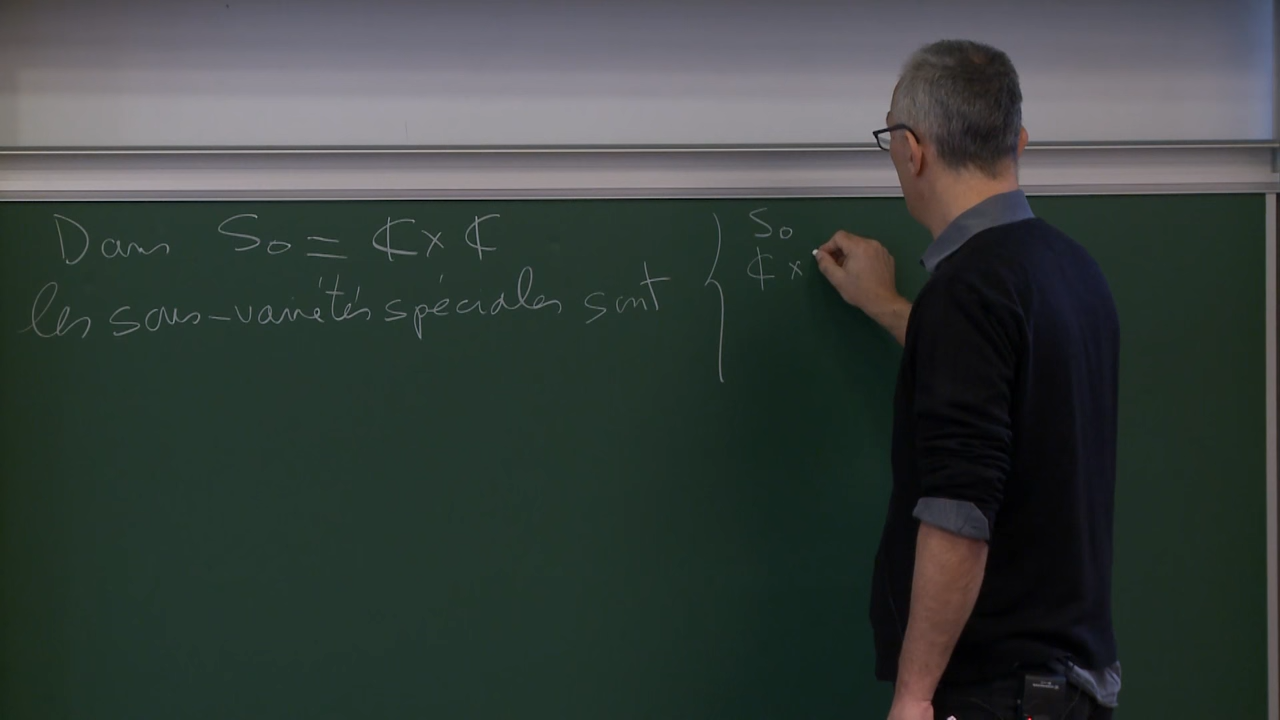 Dans S₀ = ℂ × ℂ
les sous-variétés spéciales sont {
S₀
ℂ ×